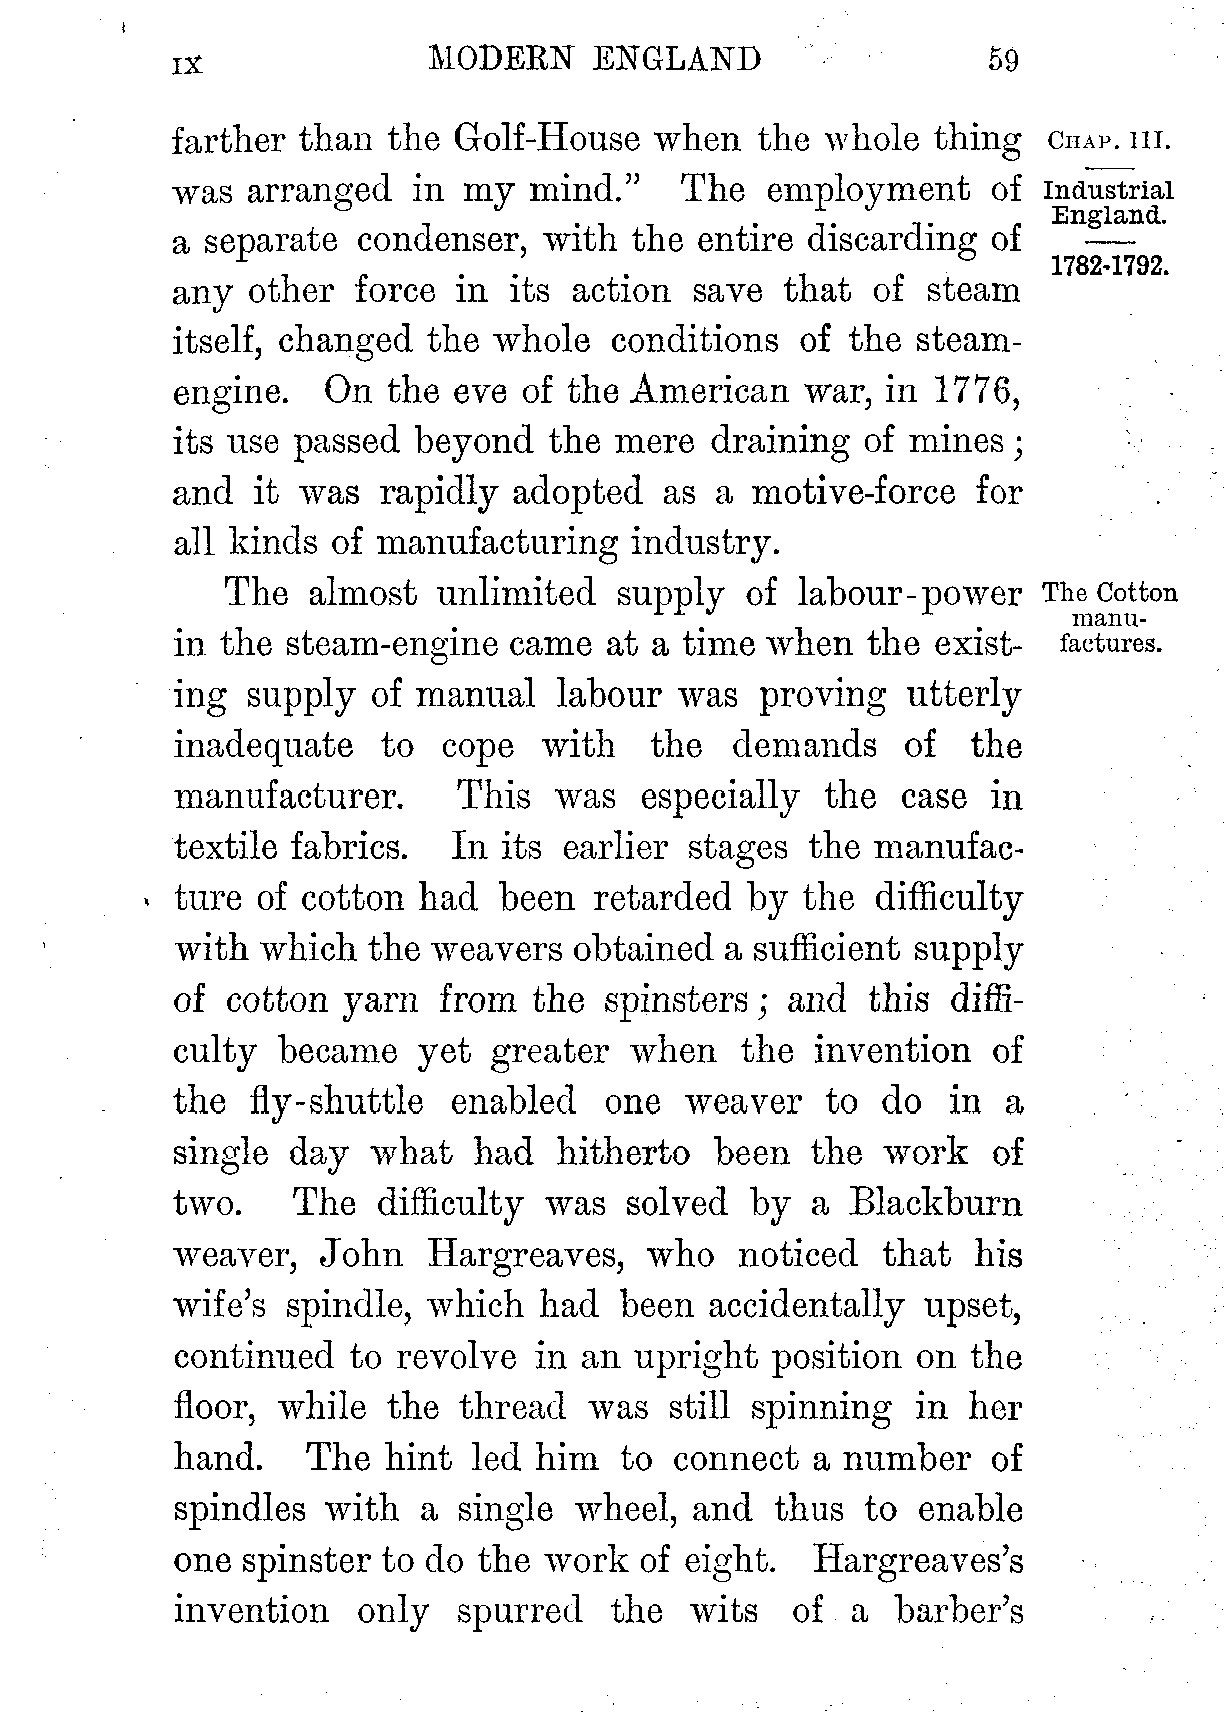 IX MODERN ENGLAND 59
farther than the Golf-House when the whole thing
was arranged in my mind.” The employment of
a separate condenser, with the entire discarding of
any other force in its action save that of steam
itself, changed the whole conditions of the steam-
engine. On the eve of the American war, in 1776,
its use passed beyond the mere draining of mines ;
and it was rapidly adopted as a motive-force for
all kinds of manufacturing industry.
The almost unlimited supply of labour-power
in the steam-engine came at a time when the exist-
ing supply of manual labour was proving utterly
inadequate to cope with the demands of the
manufacturer. This was especially the case in
textile fabrics. In its earlier stages the manufac-
ture of cotton had been retarded by the difficulty
with which the weavers obtained a sufficient supply
of cotton yarn from the spinsters ; and this diffi-
culty became yet greater when the invention of
the fly-shuttle enabled one weaver to do in a
single day what had hitherto been the work of
two. The difficulty was solved by a Blackburn
weaver, John Hargreaves, who noticed that his
wife’s spindle, which had been accidentally upset,
continued to revolve in an upright position on the
floor, while the thread was still spinning in her
hand. The hint led him to connect a number of
spindles with a single wheel, and thus to enable
one spinster to do the work of eight. Hargreaves’s
invention only spurred the wits of a barber’s
CHAP. III.
Industrial
England.
1782-1792.
The Cotton
manu-
factures.